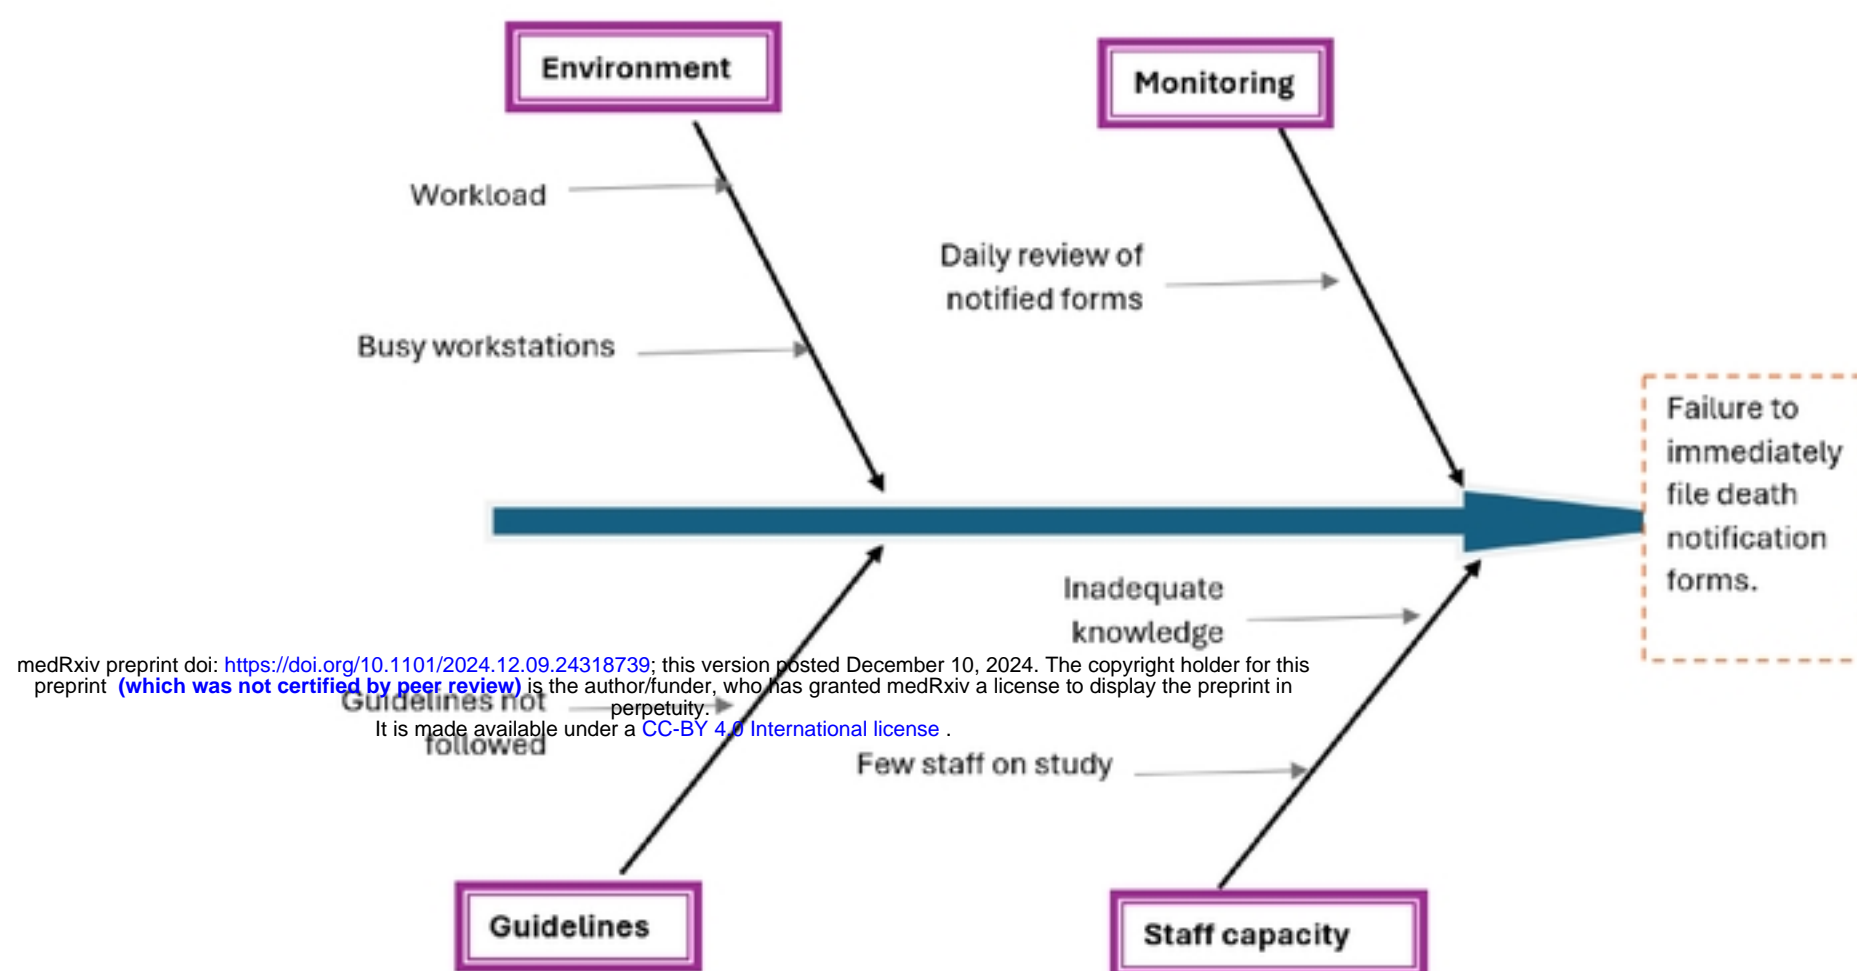 Environment
Monitoring
Workload
Daily review of
notified forms
Busy workstations
Failure to
immediately
file death
notification
forms.
Inadequate
knowledge
medRxiv preprint doi: https://doi.org/10.1101/2024.12.09.24318739; this version posted December 10, 2024. The copyright holder for this
preprint (which was not certified by peer review) is the author/funder, who has granted medRxiv a license to display the preprint in
perpetuity.
It is made available under a CC-BY 4.0 International license .
Guidelines not
followed
Few staff on study
Guidelines
Staff capacity